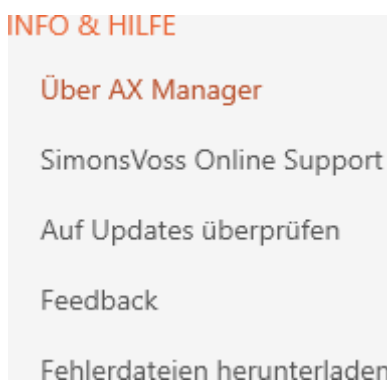 INFO & HILFE
Über AX Manager
SimonsVoss Online Support
Auf Updates überprüfen
Feedback
Fehlerdateien herunterladen